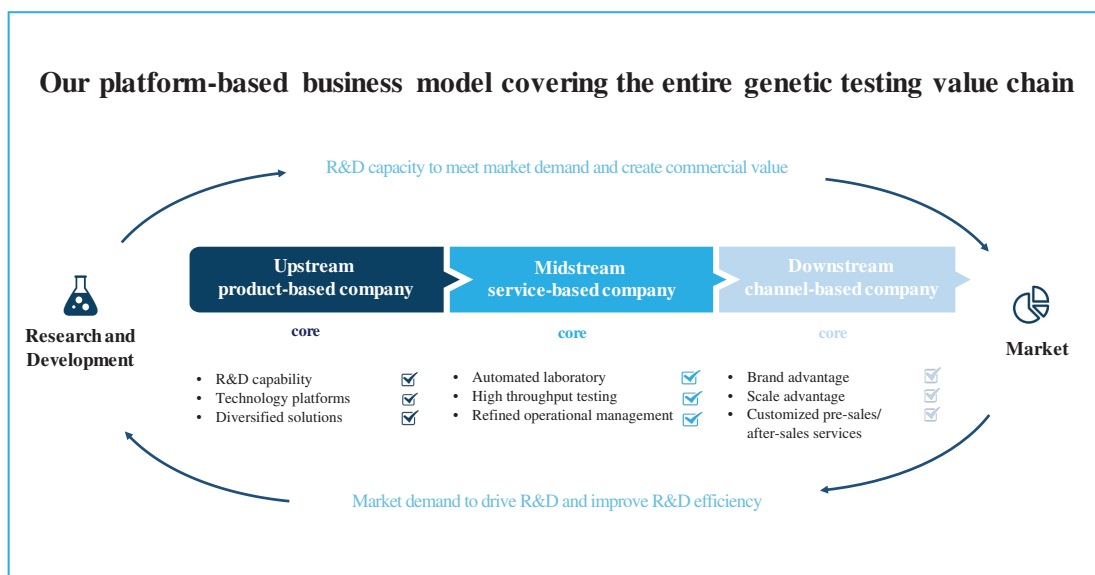 Our platform-based business model covering the entire genetic testing value chain
R&D capacity to meet market demand and create commercial value
Upstream
product-based company
Midstream
service-based company
Downstream
channel-based company
Research and
Development
core
core
core
Market
• R&D capability
• Technology platforms
• Diversified solutions
• Automated laboratory
• High throughput testing
• Refined operational management
• Brand advantage
• Scale advantage
• Customized pre-sales/
after-sales services
Market demand to drive R&D and improve R&D efficiency